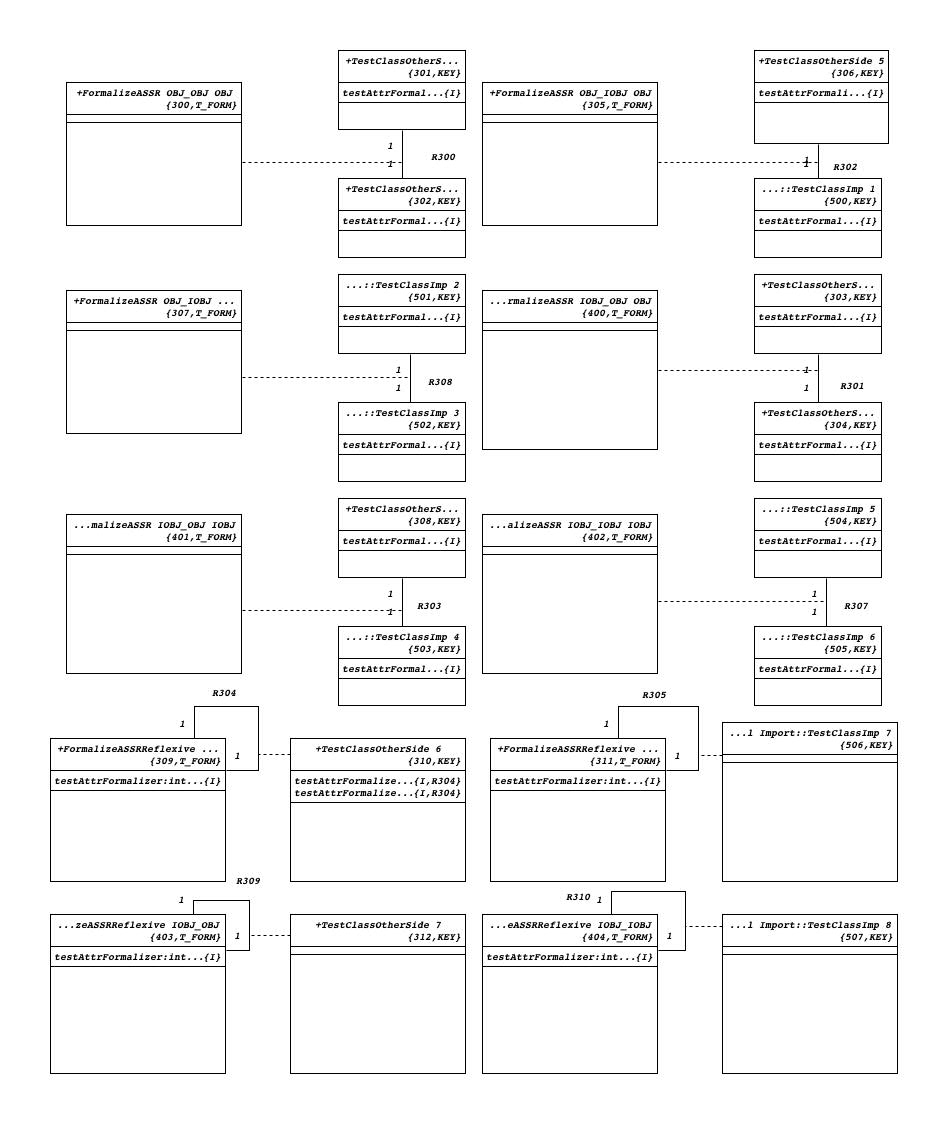 +TestClassOtherS...
{301,KEY}
testAttrFormal...{I}
+FormalizeASSR OBJ_OBJ OBJ
{300,T_FORM}
1
R300
1
+TestClassOtherS...
{302,KEY}
testAttrFormal...{I}
+TestClassOtherSide 5
{306,KEY}
testAttrFormali...{I}
+FormalizeASSR OBJ_IOBJ OBJ
{305,T_FORM}
1
1
R302
...::TestClassImp 1
{500,KEY}
testAttrFormal...{I}
...::TestClassImp 2
{501,KEY}
testAttrFormal...{I}
+FormalizeASSR OBJ_IOBJ ...
{307,T_FORM}
1
R308
1
...::TestClassImp 3
{502,KEY}
testAttrFormal...{I}
+TestClassOtherS...
{303,KEY}
testAttrFormal...{I}
...rmalizeASSR IOBJ_OBJ OBJ
{400,T_FORM}
1
R301
1
+TestClassOtherS...
{304,KEY}
testAttrFormal...{I}
+TestClassOtherS...
{308,KEY}
testAttrFormal...{I}
...malizeASSR IOBJ_OBJ IOBJ
{401,T_FORM}
1
R303
1
...::TestClassImp 4
{503,KEY}
testAttrFormal...{I}
...::TestClassImp 5
{504,KEY}
testAttrFormal...{I}
...alizeASSR IOBJ_IOBJ IOBJ
{402,T_FORM}
1
R307
1
...::TestClassImp 6
{505,KEY}
testAttrFormal...{I}
R304
1
+FormalizeASSRReflexive ...
{309,T_FORM}
testAttrFormalizer:int...{I}
1
+TestClassOtherSide 6
{310,KEY}
testAttrFormalize...{I,R304}
testAttrFormalize...{I,R304}
R305
1
+FormalizeASSRReflexive ...
{311,T_FORM}
testAttrFormalizer:int...{I}
1
...l Import::TestClassImp 7
{506,KEY}
R309
1
...zeASSRReflexive IOBJ_OBJ
{403,T_FORM}
testAttrFormalizer:int...{I}
1
+TestClassOtherSide 7
{312,KEY}
R310
1
...eASSRReflexive IOBJ_IOBJ
{404,T_FORM}
testAttrFormalizer:int...{I}
1
...l Import::TestClassImp 8
{507,KEY}